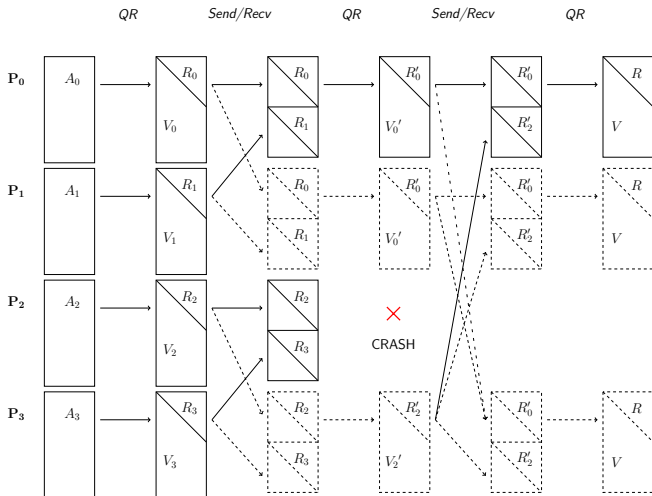 QR Send/Recv QR Send/Recv QR
P₀ A₀ R₀ R₀ R′₀ R′₀ R
V₀ R₁ V₀′ R′₂ V
P₁ A₁ R₁ R₀ R′₀ R′₀ R
V₁ R₁ V₀′ R′₂ V
P₂ A₂ R₂ R₂
V₂ R₃ CRASH
P₃ A₃ R₃ R₂ R′₂ R′₀ R
V₃ R₃ V₂′ R′₂ V